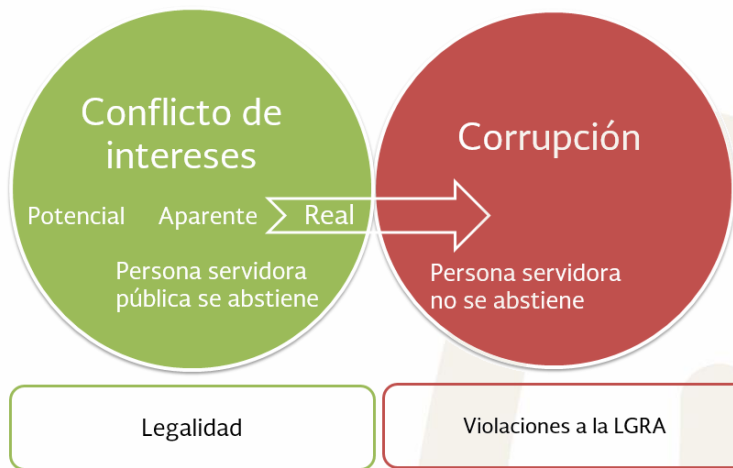 Conflicto de
intereses
Potencial
Aparente
Real
Persona servidora
pública se abstiene
Corrupción
Persona servidora
no se abstiene
Legalidad
Violaciones a la LGRA